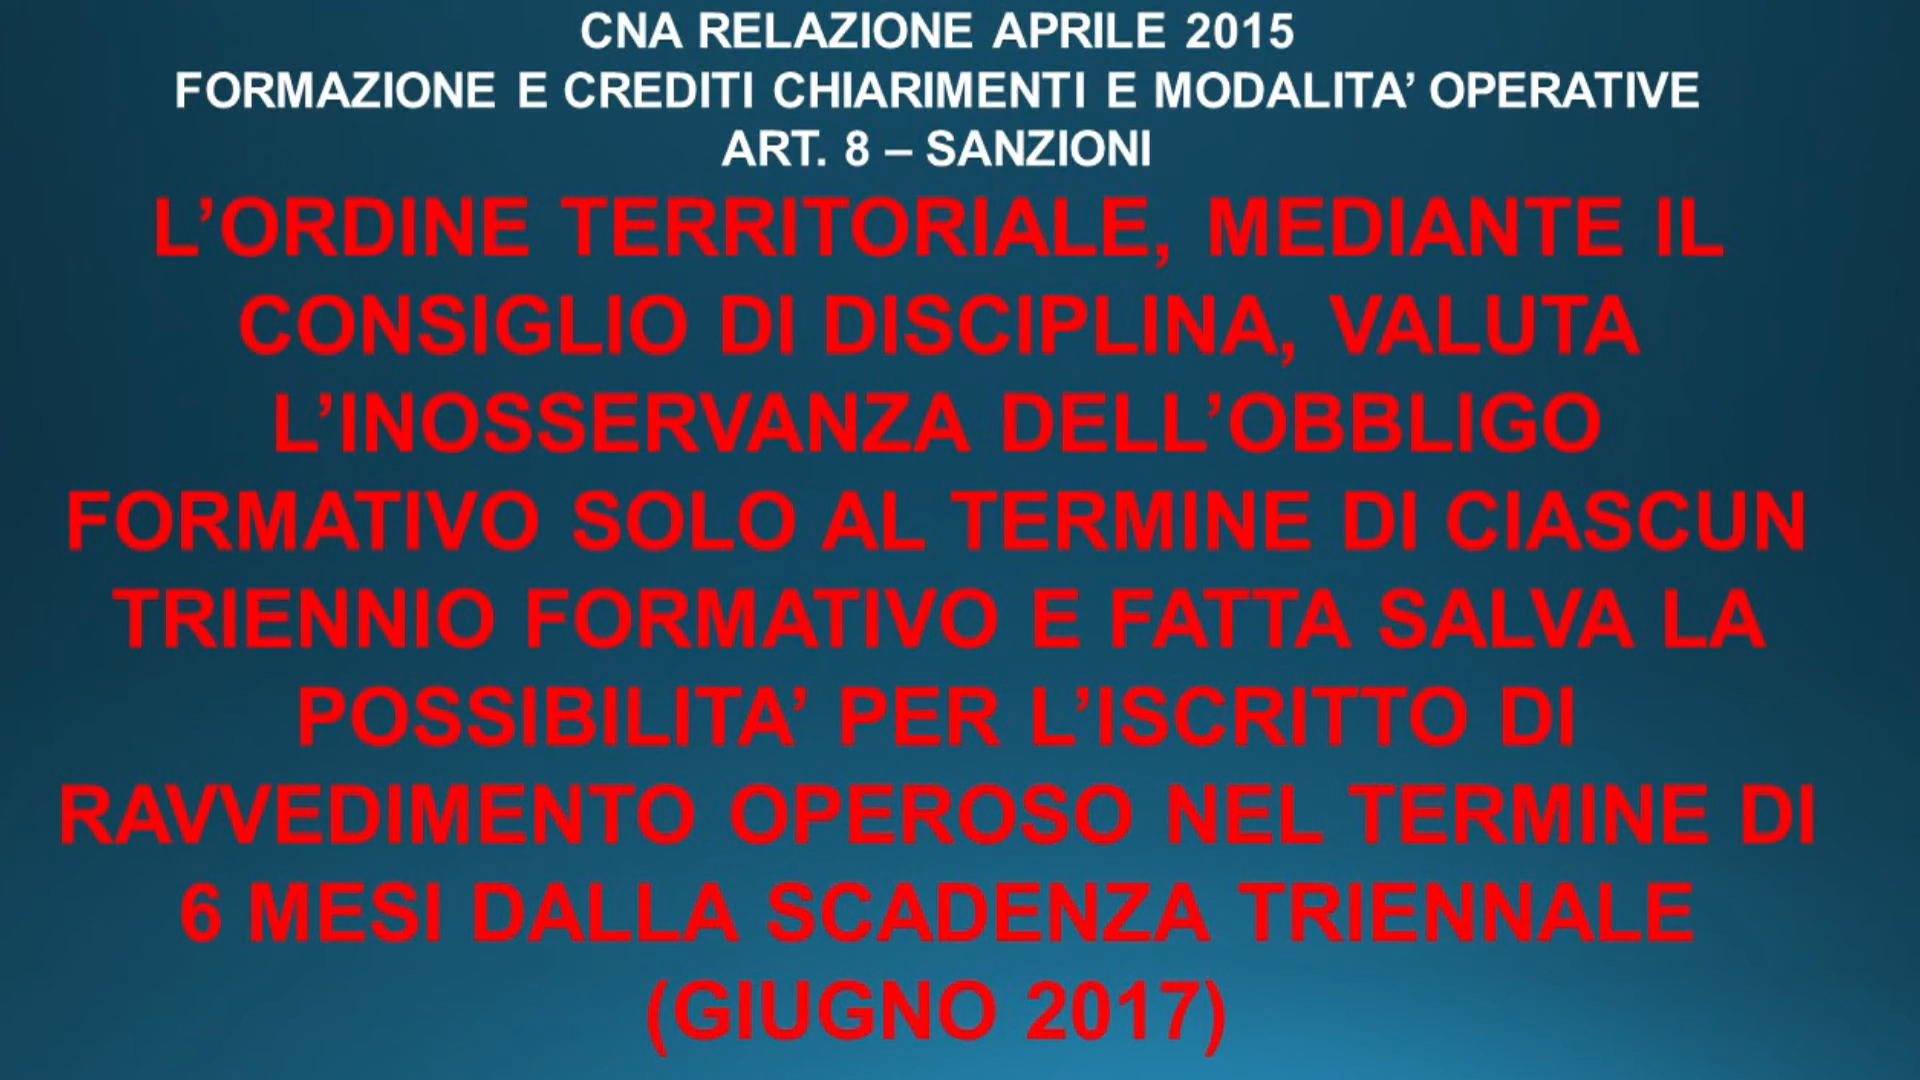 CNA RELAZIONE APRILE 2015
FORMAZIONE E CREDITI CHIARIMENTI E MODALITA’ OPERATIVE
ART. 8 – SANZIONI
L’ORDINE TERRITORIALE, MEDIANTE IL
CONSIGLIO DI DISCIPLINA, VALUTA
L’INOSSERVANZA DELL’OBBLIGO
FORMATIVO SOLO AL TERMINE DI CIASCUN
TRIENNIO FORMATIVO E FATTA SALVA LA
POSSIBILITA’ PER L’ISCRITTO DI
RAVVEDIMENTO OPEROSO NEL TERMINE DI
6 MESI DALLA SCADENZA TRIENNALE
(GIUGNO 2017)